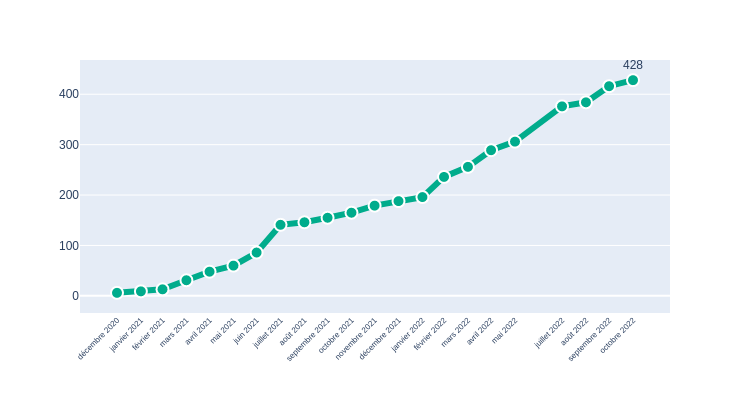 428
400
300
200
100
0
décembre 2020
janvier 2021
février 2021
mars 2021
avril 2021
mai 2021
juin 2021
juillet 2021
août 2021
septembre 2021
octobre 2021
novembre 2021
décembre 2021
janvier 2022
février 2022
mars 2022
avril 2022
mai 2022
juillet 2022
août 2022
septembre 2022
octobre 2022